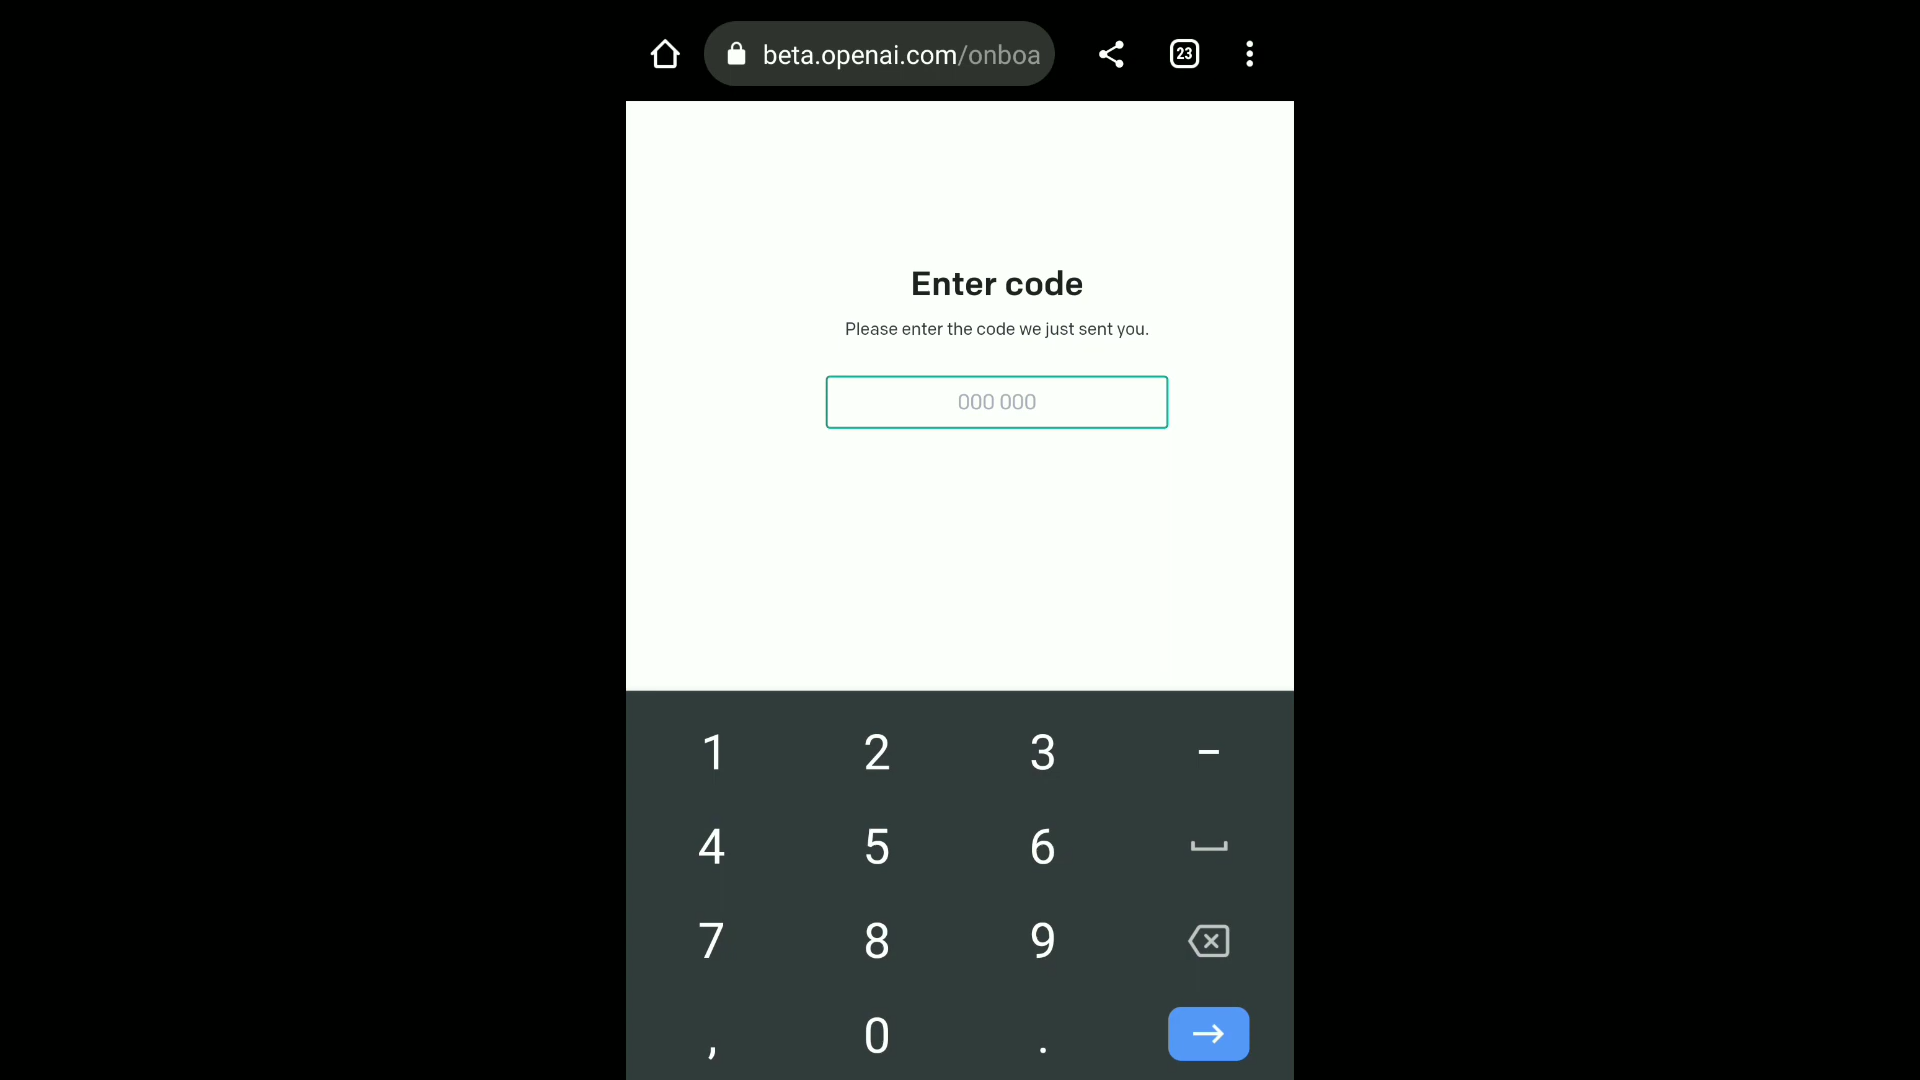 beta.openai.com/onboa
23
Enter code
Please enter the code we just sent you.
000 000
1 2 3 -
4 5 6
7 8 9
, 0 .